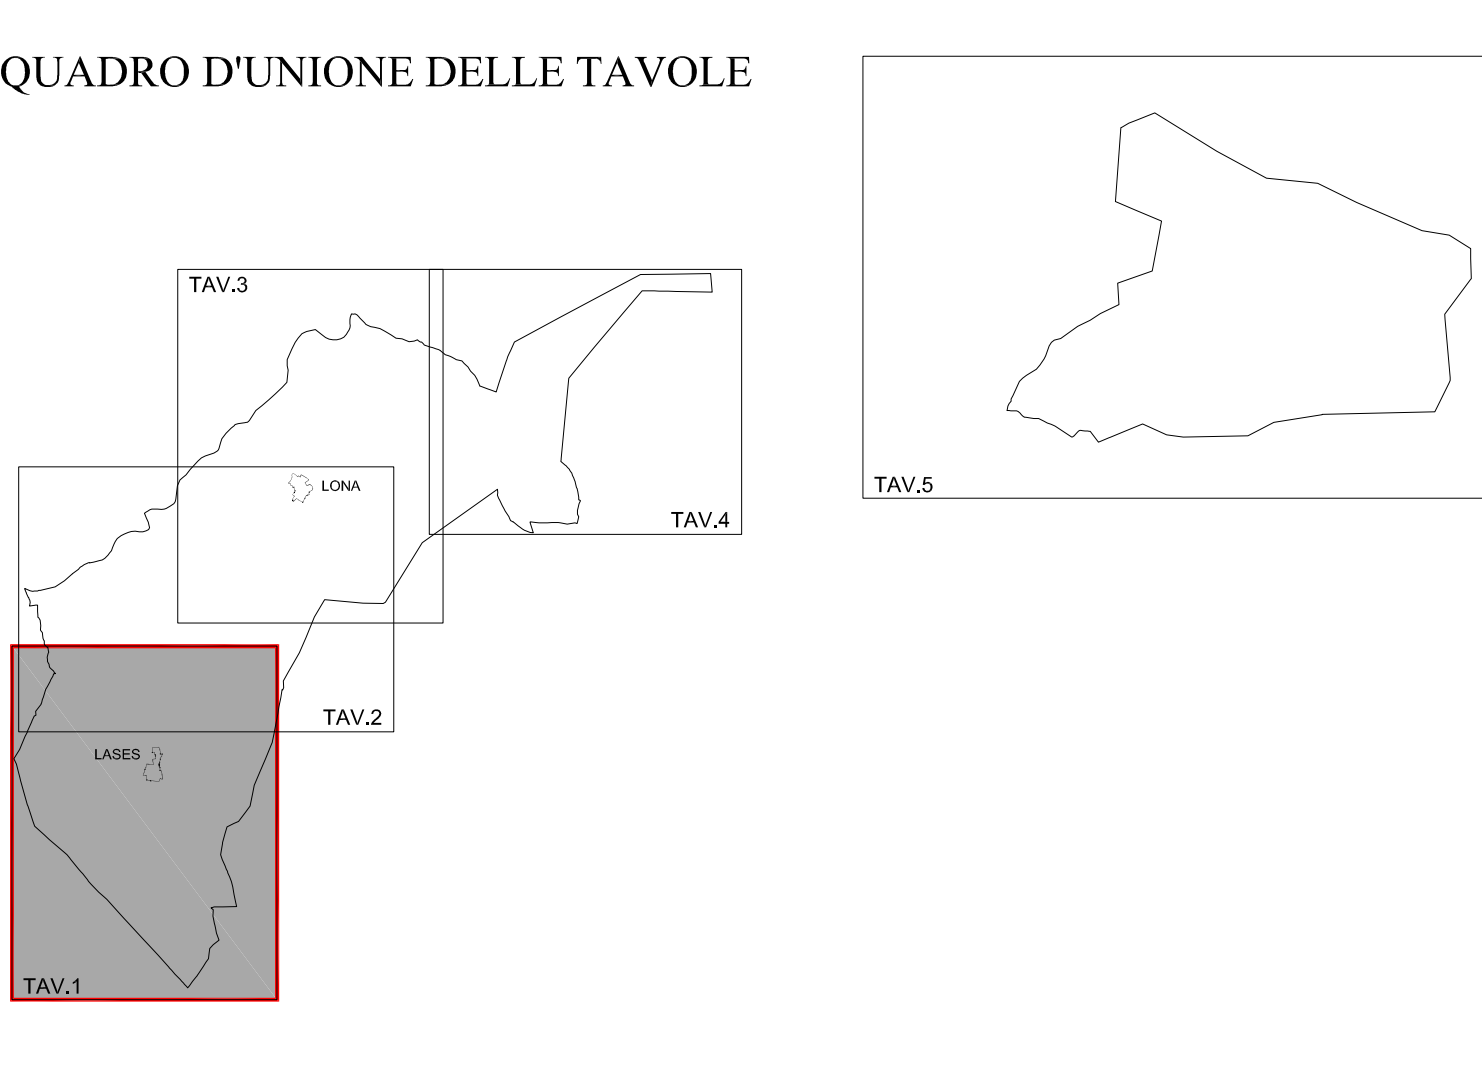 QUADRO D'UNIONE DELLE TAVOLE
TAV.3
LONA
TAV.5
TAV.4
TAV.2
LASES
TAV.1